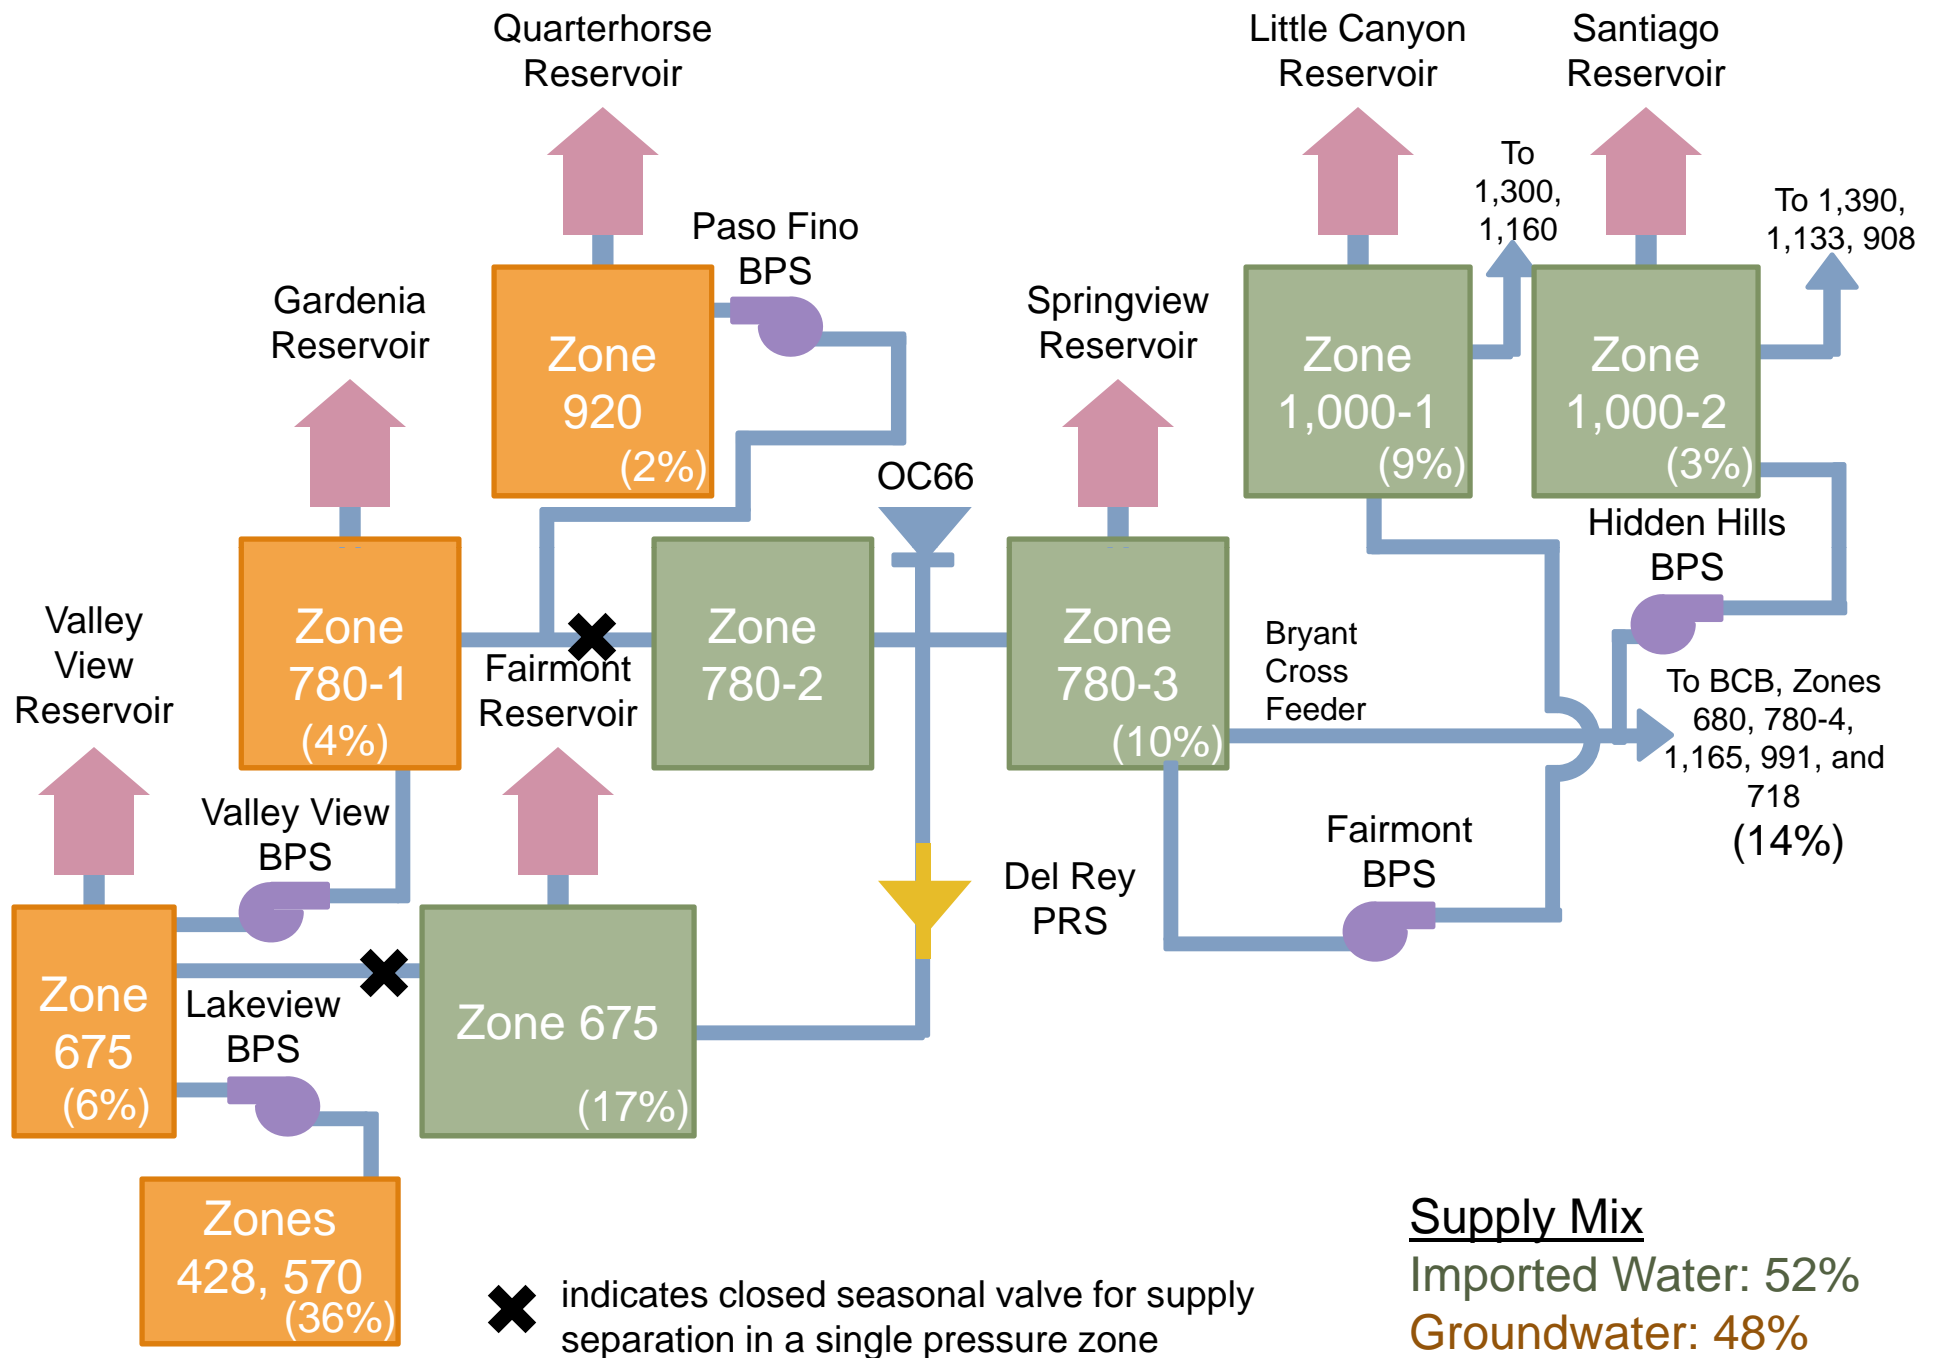 Quarterhorse
Reservoir
Little Canyon
Reservoir
Santiago
Reservoir
To
1,300,
1,160
To 1,390,
1,133, 908
Paso Fino
BPS
Gardenia
Reservoir
Zone
920
(2%)
Springview
Reservoir
Zone
1,000-1
(9%)
Zone
1,000-2
(3%)
OC66
Hidden Hills
BPS
Valley
View
Reservoir
Zone
780-1
(4%)
Fairmont
Reservoir
Zone
780-2
Zone
780-3
(10%)
Bryant
Cross
Feeder
To BCB, Zones
680, 780-4,
1,165, 991, and
718
(14%)
Valley View
BPS
Fairmont
BPS
Del Rey
PRS
Zone
675
(6%)
Lakeview
BPS
Zone 675
(17%)
Zones
428, 570
(36%)
indicates closed seasonal valve for supply
separation in a single pressure zone
Supply Mix
Imported Water: 52%
Groundwater: 48%